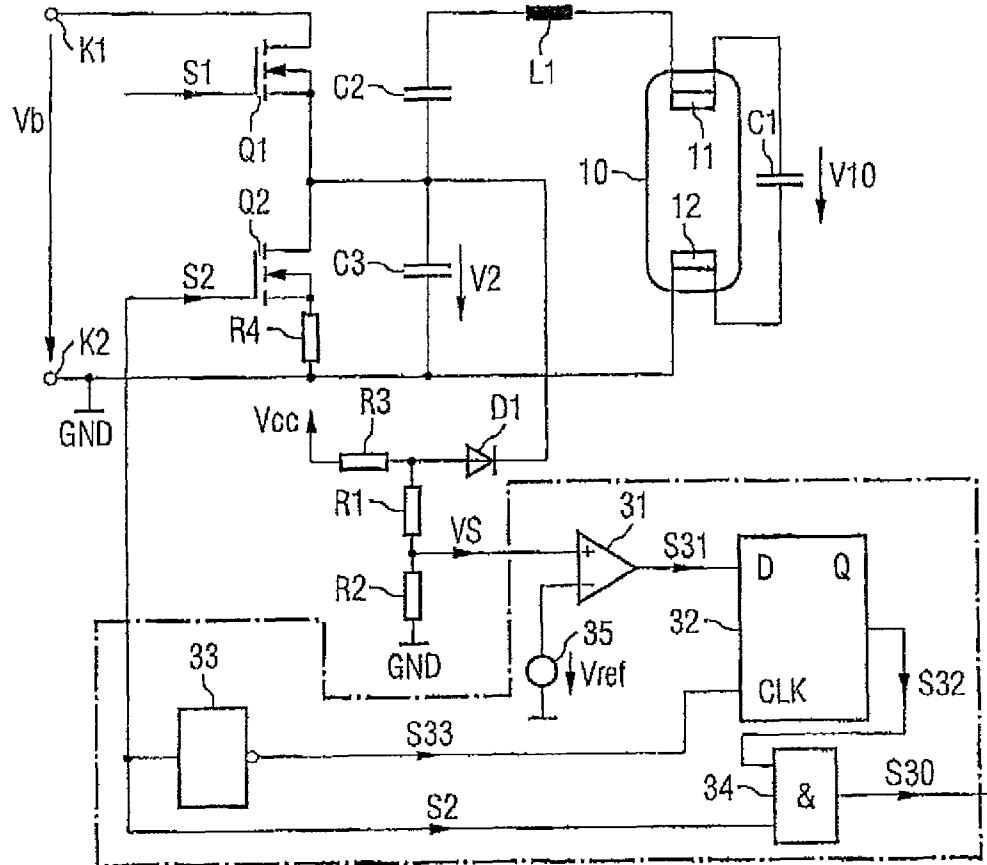 K1
S1
C2
L1
Vb
Q1
11
C1
10
V10
Q2
12
S2
C3
V2
R4
K2
GND
Vcc
R3
D1
R1
VS
31
S31
D Q
R2
35
32
GND
Vref
S32
33
CLK
S33
34
&
S30
S2